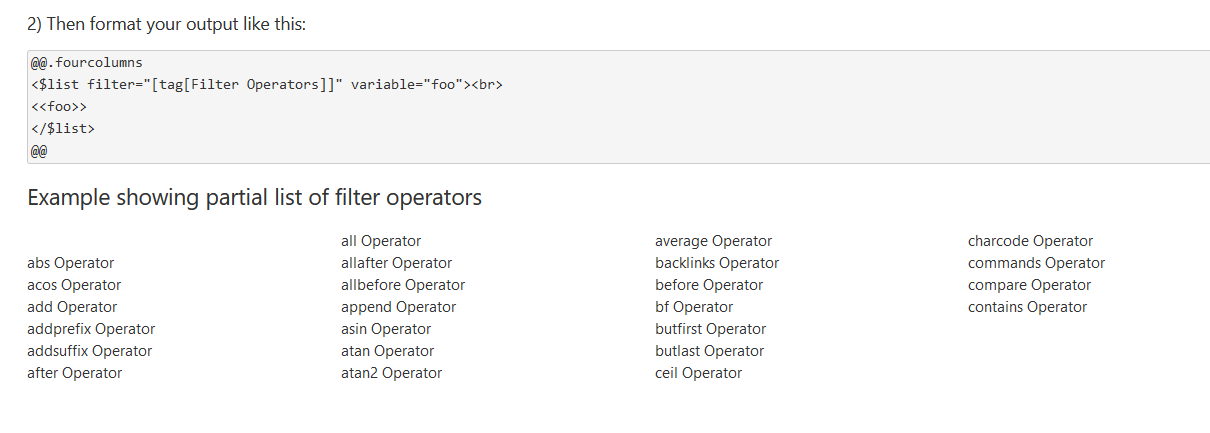 2) Then format your output like this:
@@.fourcolumns
<$list filter="[tag[Filter Operators]]" variable="foo"><br>
<<foo>>
</$list>
@@
Example showing partial list of filter operators
abs Operator
acos Operator
add Operator
addprefix Operator
addsuffix Operator
after Operator
all Operator
allafter Operator
allbefore Operator
append Operator
asin Operator
atan Operator
atan2 Operator
average Operator
backlinks Operator
before Operator
bf Operator
butfirst Operator
butlast Operator
ceil Operator
charcode Operator
commands Operator
compare Operator
contains Operator